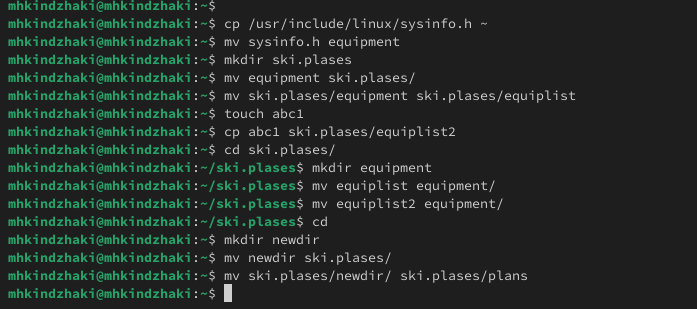 mhkindzhaki@mhkindzhaki:~$
mhkindzhaki@mhkindzhaki:~$ cp /usr/include/linux/sysinfo.h ~
mhkindzhaki@mhkindzhaki:~$ mv sysinfo.h equipment
mhkindzhaki@mhkindzhaki:~$ mkdir ski.plases
mhkindzhaki@mhkindzhaki:~$ mv equipment ski.plases/
mhkindzhaki@mhkindzhaki:~$ mv ski.plases/equipment ski.plases/equiplist
mhkindzhaki@mhkindzhaki:~$ touch abc1
mhkindzhaki@mhkindzhaki:~$ cp abc1 ski.plases/equiplist2
mhkindzhaki@mhkindzhaki:~$ cd ski.plases/
mhkindzhaki@mhkindzhaki:~/ski.plases$ mkdir equipment
mhkindzhaki@mhkindzhaki:~/ski.plases$ mv equiplist equipment/
mhkindzhaki@mhkindzhaki:~/ski.plases$ mv equiplist2 equipment/
mhkindzhaki@mhkindzhaki:~/ski.plases$ cd
mhkindzhaki@mhkindzhaki:~$ mkdir newdir
mhkindzhaki@mhkindzhaki:~$ mv newdir ski.plases/
mhkindzhaki@mhkindzhaki:~$ mv ski.plases/newdir/ ski.plases/plans
mhkindzhaki@mhkindzhaki:~$